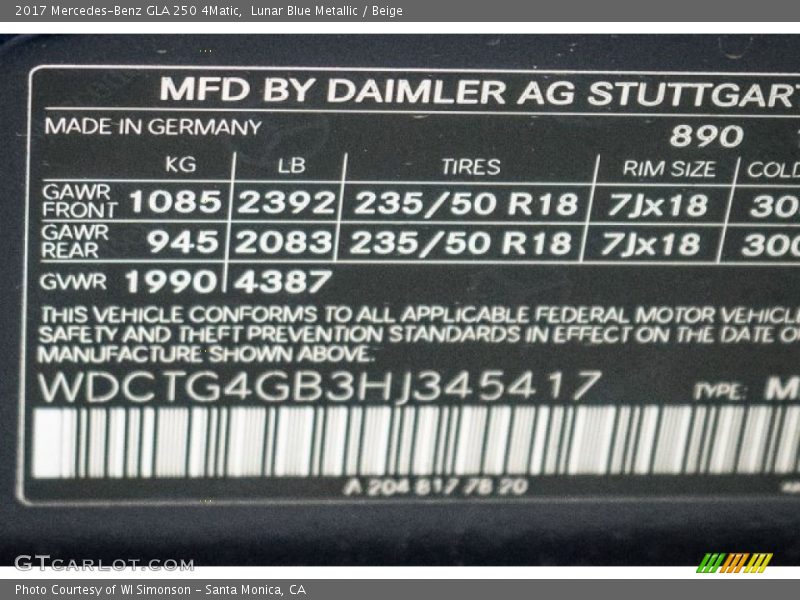 2017 Mercedes-Benz GLA 250 4Matic,  Lunar Blue Metallic / Beige
MFD BY DAIMLER AG STUTTGART
MADE IN GERMANY
890
KG LB TIRES RIM SIZE COLD
GAWR FRONT 1085 2392 235/50 R18 7Jx18 300
GAWR REAR 945 2083 235/50 R18 7Jx18 300
GVWR 1990 4387
THIS VEHICLE CONFORMS TO ALL APPLICABLE FEDERAL MOTOR VEHICLE
SAFETY AND THEFT PREVENTION STANDARDS IN EFFECT ON THE DATE OF
MANUFACTURE SHOWN ABOVE.
WDCTG4GB3HJ345417 TYPE: M
A 204 817 78 20
GTCARLOT.COM
Photo Courtesy of WI Simonson - Santa Monica, CA